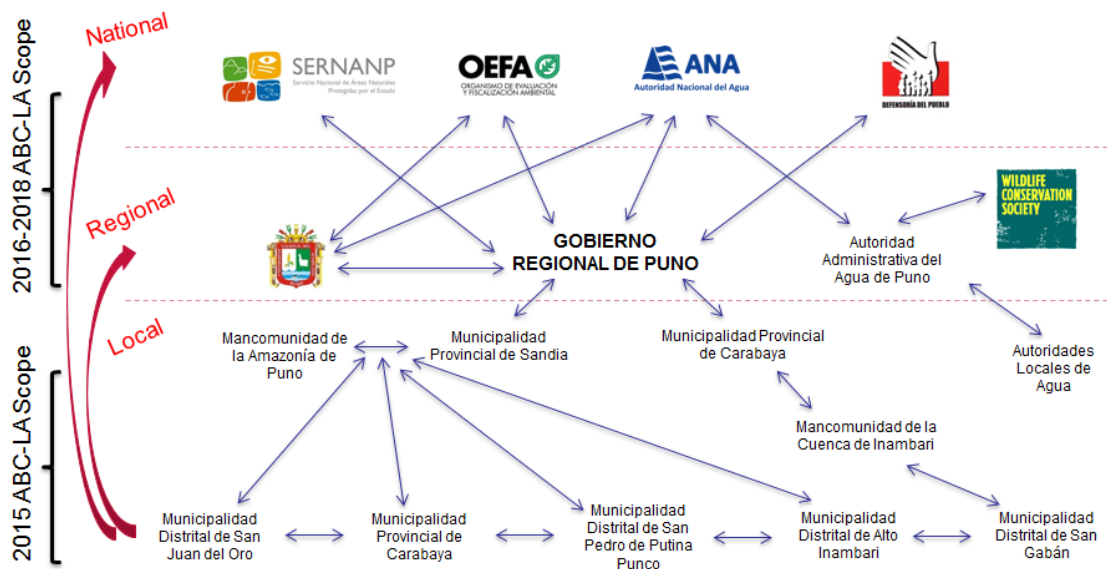 National
2016-2018 ABC-LA Scope
SERNANP
Servicio Nacional de Áreas Naturales
Protegidas por el Estado
OEFA
ORGANISMO DE EVALUACIÓN
Y FISCALIZACIÓN AMBIENTAL
ANA
Autoridad Nacional del Agua
DEFENSORÍA DEL PUEBLO
Regional
GOBIERNO
REGIONAL DE PUNO
Autoridad
Administrativa del
Agua de Puno
WILDLIFE
CONSERVATION
SOCIETY
Local
2015 ABC-LA Scope
Mancomunidad de
la Amazonía de
Puno
Municipalidad
Provincial de Sandia
Municipalidad Provincial
de Carabaya
Autoridades
Locales de
Agua
Mancomunidad de la
Cuenca de Inambari
Municipalidad
Distrital de San
Juan del Oro
Municipalidad
Provincial de
Carabaya
Municipalidad
Distrital de San
Pedro de Putina
Punco
Municipalidad
Distrital de Alto
Inambari
Municipalidad
Distrital de San
Gabán